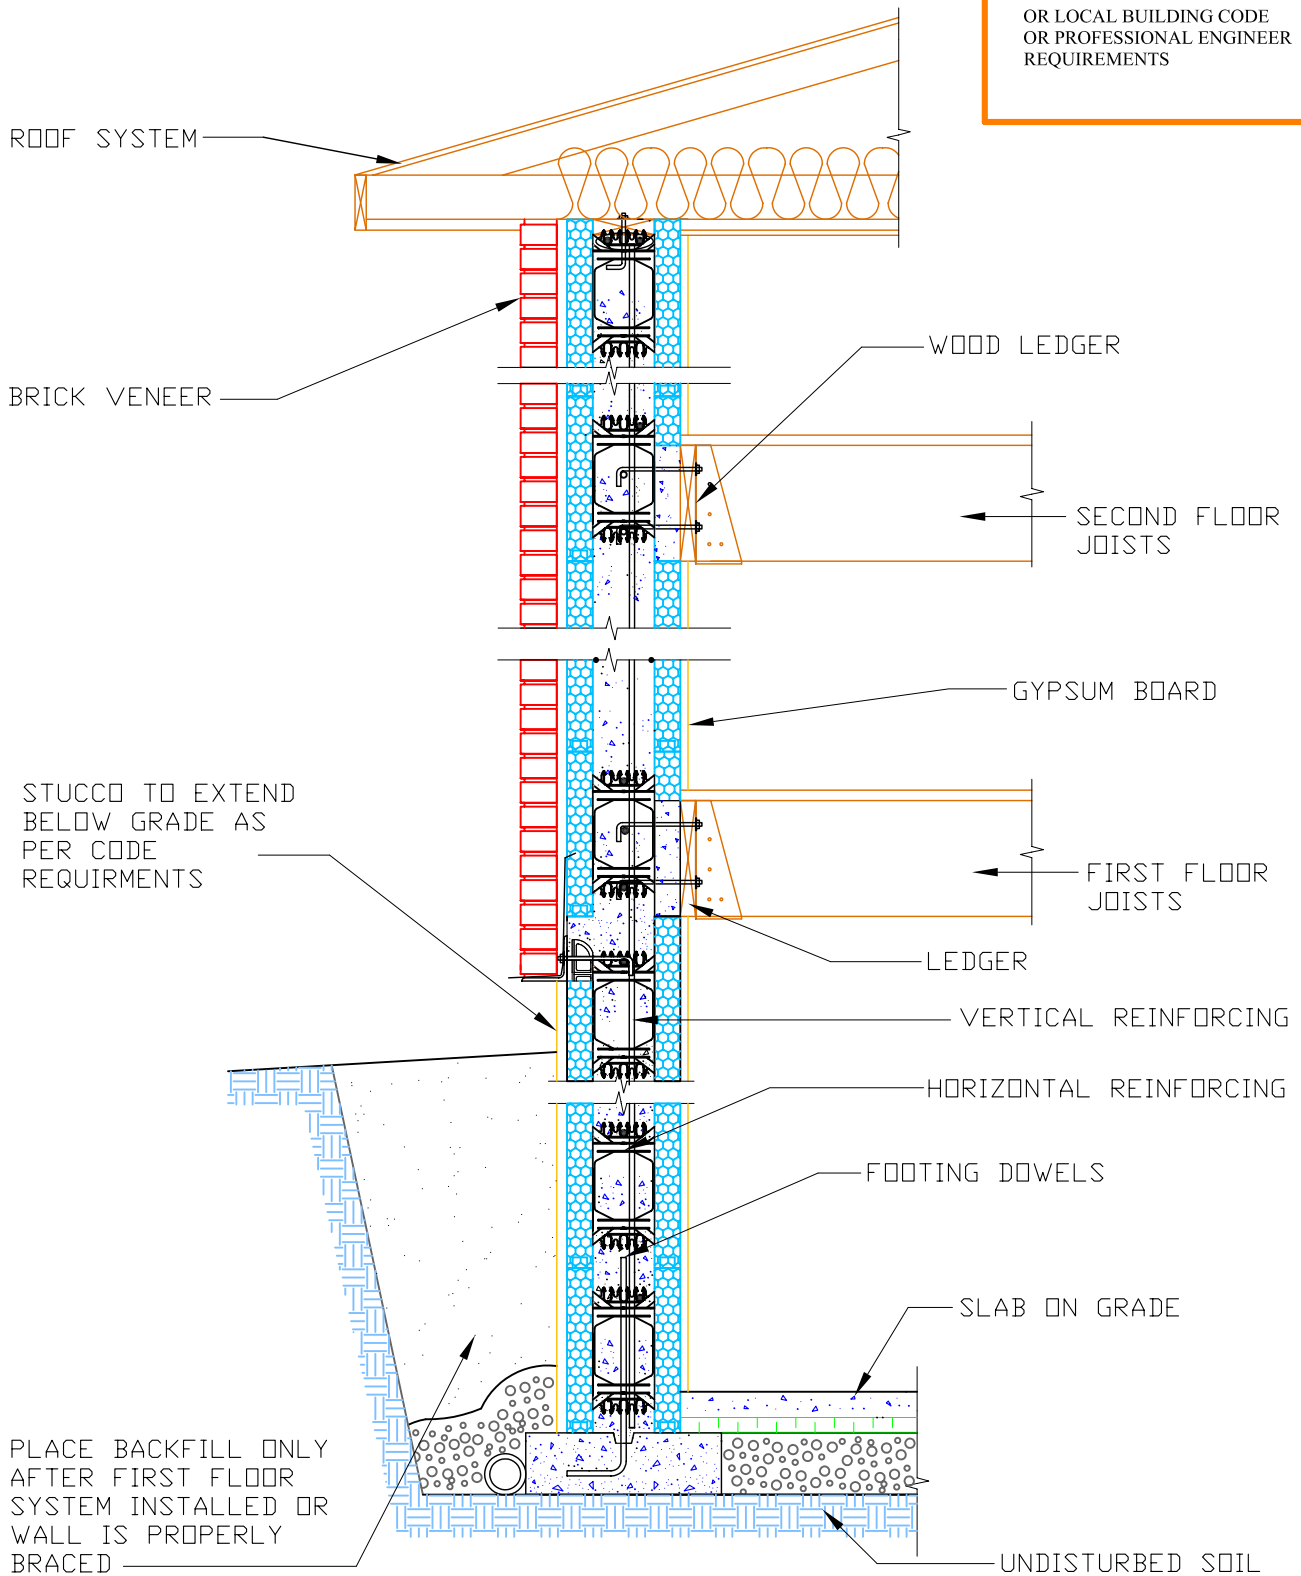 OR LOCAL BUILDING CODE
OR PROFESSIONAL ENGINEER
REQUIREMENTS
ROOF SYSTEM
WOOD LEDGER
BRICK VENEER
SECOND FLOOR
JOISTS
GYPSUM BOARD
STUCCO TO EXTEND
BELOW GRADE AS
PER CODE
REQUIRMENTS
FIRST FLOOR
JOISTS
LEDGER
VERTICAL REINFORCING
HORIZONTAL REINFORCING
FOOTING DOWELS
SLAB ON GRADE
PLACE BACKFILL ONLY
AFTER FIRST FLOOR
SYSTEM INSTALLED OR
WALL IS PROPERLY
BRACED
UNDISTURBED SOIL